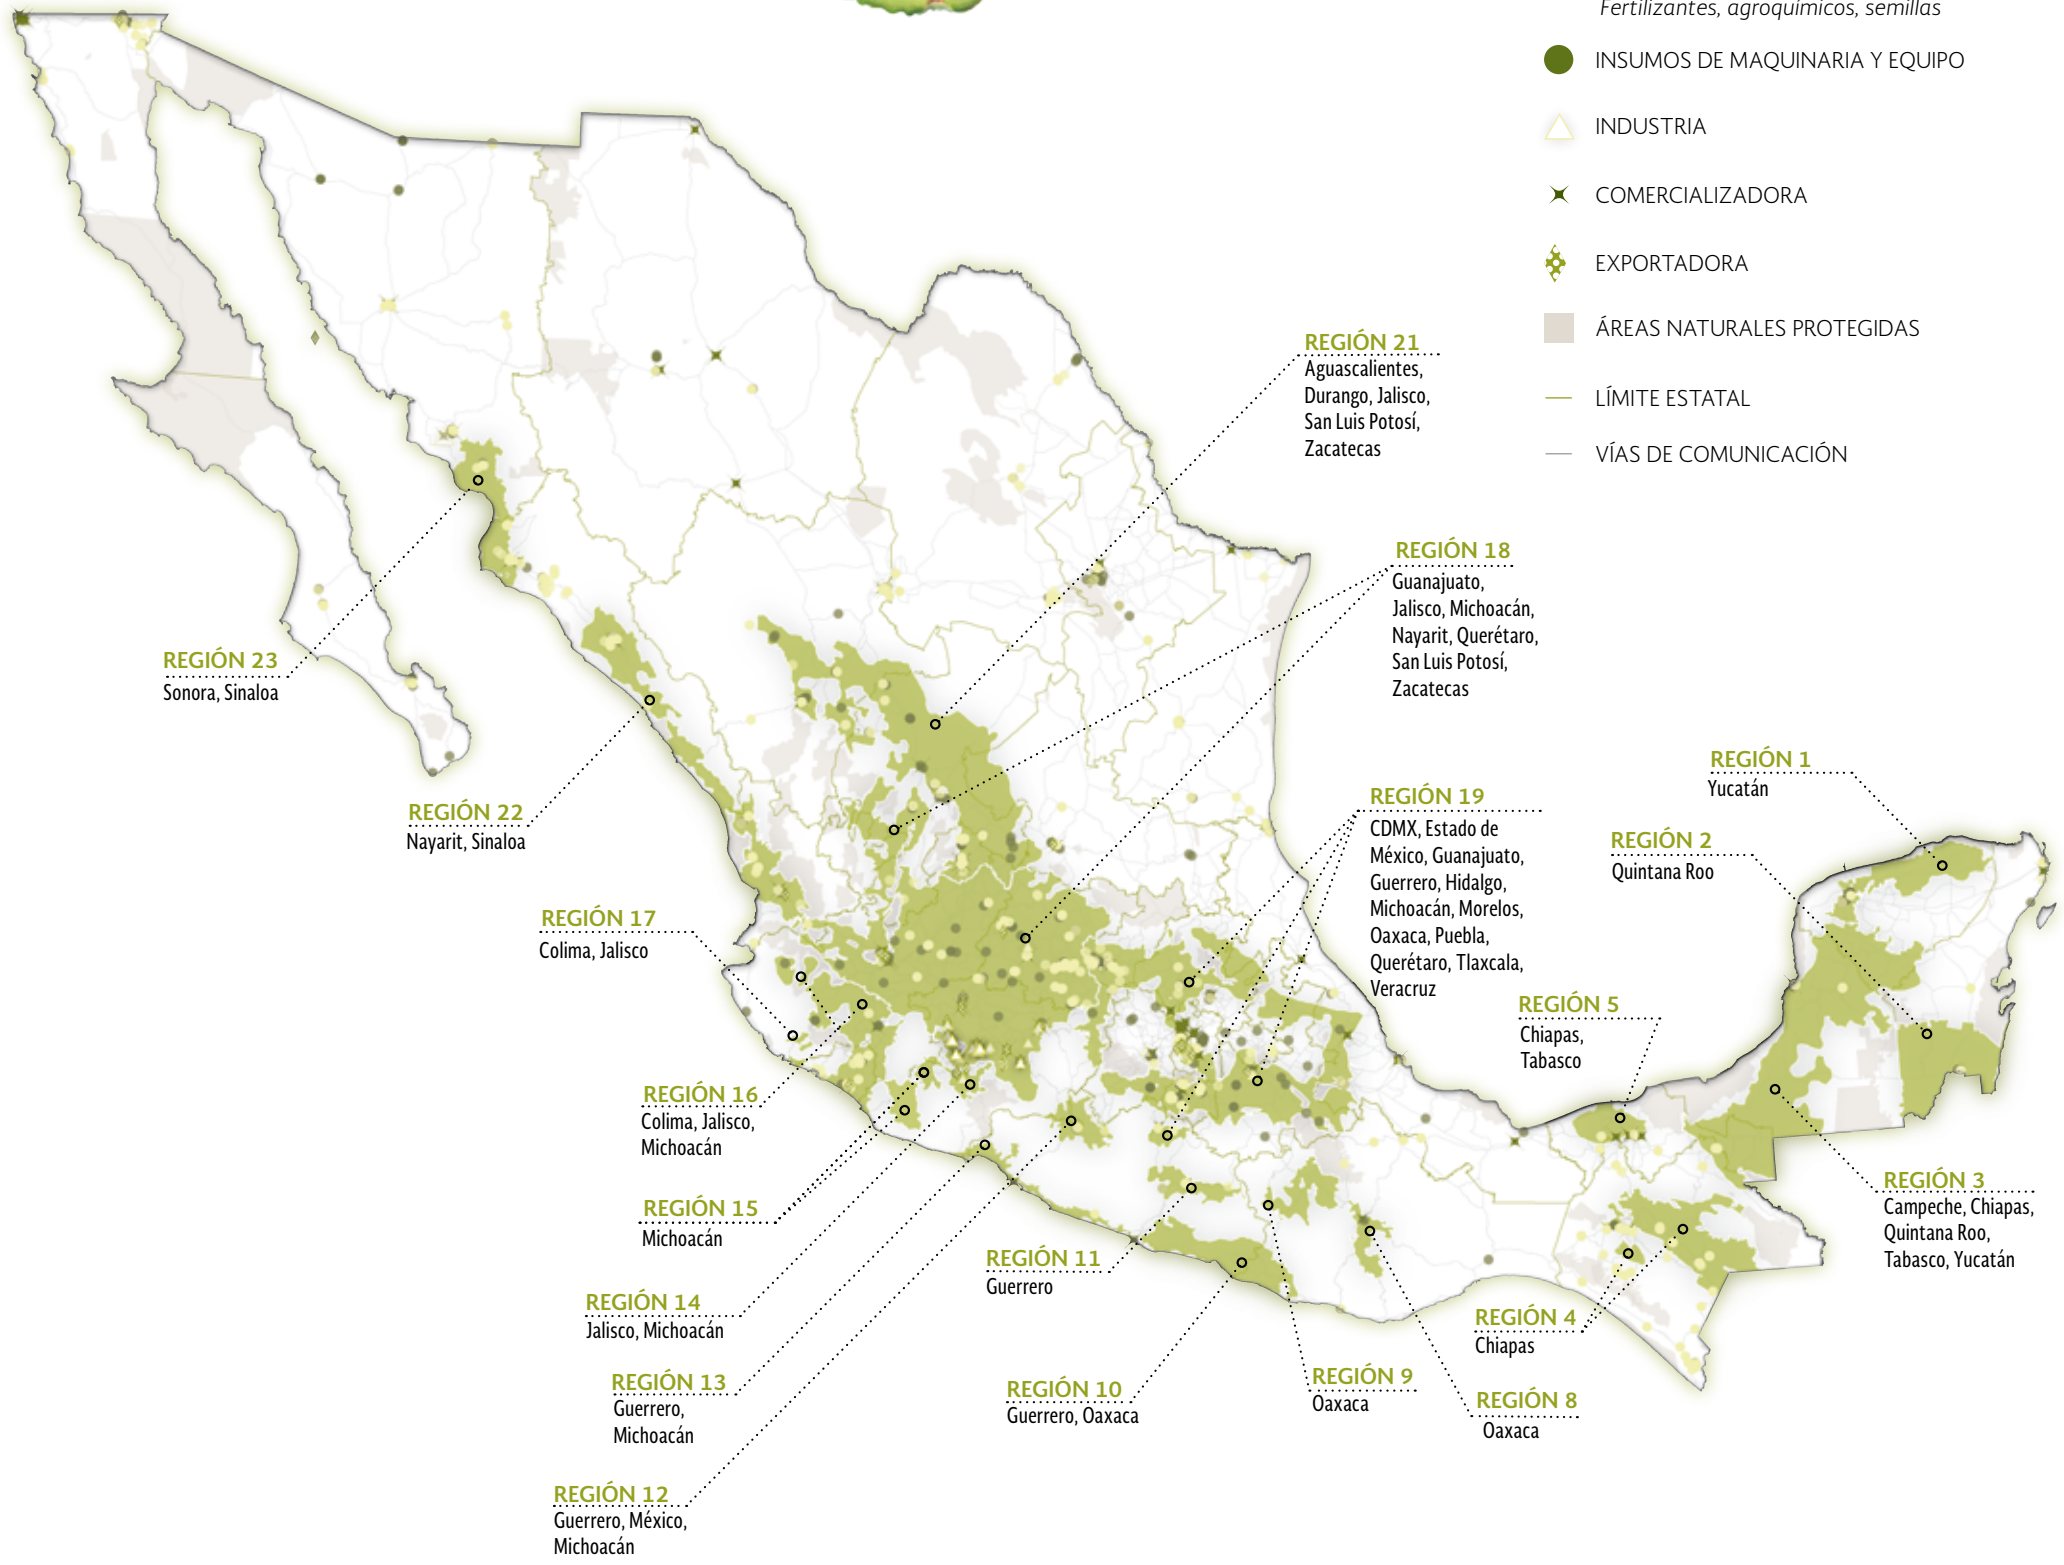 Fertilizantes, agroquímicos, semillas
INSUMOS DE MAQUINARIA Y EQUIPO
INDUSTRIA
COMERCIALIZADORA
EXPORTADORA
ÁREAS NATURALES PROTEGIDAS
LÍMITE ESTATAL
VÍAS DE COMUNICACIÓN
REGIÓN 21
Aguascalientes,
Durango, Jalisco,
San Luis Potosí,
Zacatecas
REGIÓN 18
Guanajuato,
Jalisco, Michoacán,
Nayarit, Querétaro,
San Luis Potosí,
Zacatecas
REGIÓN 23
Sonora, Sinaloa
REGIÓN 22
Nayarit, Sinaloa
REGIÓN 19
CDMX, Estado de
México, Guanajuato,
Guerrero, Hidalgo,
Michoacán, Morelos,
Oaxaca, Puebla,
Querétaro, Tlaxcala,
Veracruz
REGIÓN 1
Yucatán
REGIÓN 2
Quintana Roo
REGIÓN 17
Colima, Jalisco
REGIÓN 5
Chiapas,
Tabasco
REGIÓN 16
Colima, Jalisco,
Michoacán
REGIÓN 3
Campeche, Chiapas,
Quintana Roo,
Tabasco, Yucatán
REGIÓN 15
Michoacán
REGIÓN 11
Guerrero
REGIÓN 14
Jalisco, Michoacán
REGIÓN 4
Chiapas
REGIÓN 13
Guerrero,
Michoacán
REGIÓN 10
Guerrero, Oaxaca
REGIÓN 9
Oaxaca
REGIÓN 8
Oaxaca
REGIÓN 12
Guerrero, México,
Michoacán